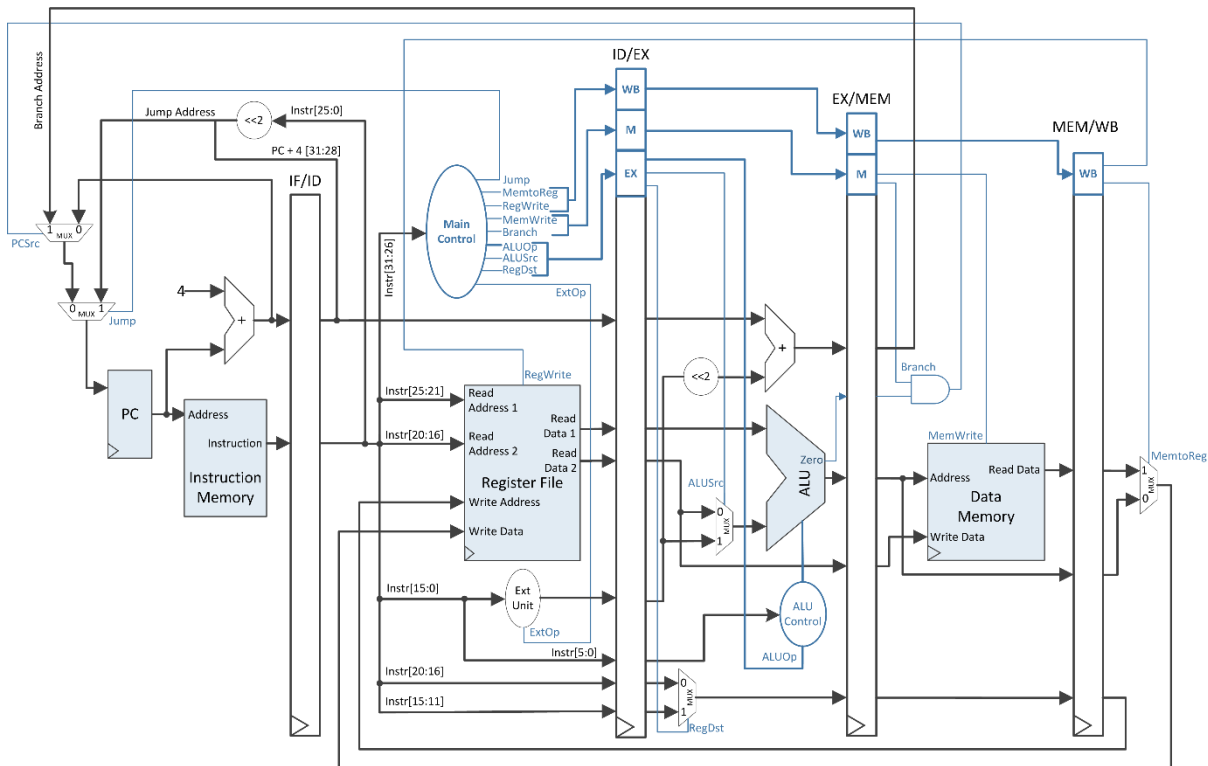 ID/EX
EX/MEM
MEM/WB
IF/ID
Branch Address
Jump Address
<<2
Instr[25:0]
PC + 4 [31:28]
WB
M
EX
WB
M
WB
1
MUX
0
PCSrc
0
MUX
1
Jump
4
+
Instr[31:26]
Main
Control
Jump
MemtoReg
RegWrite
MemWrite
Branch
ALUOp
ALUSrc
RegDst
ExtOp
PC
Address
Instruction
Instruction
Memory
RegWrite
Instr[25:21]
Read
Address 1
Instr[20:16]
Read
Address 2
Read
Data 1
Read
Data 2
Register File
Write Address
Write Data
Instr[15:0]
Ext
Unit
ExtOp
Instr[5:0]
Instr[20:16]
Instr[15:11]
<<2
+
ALUSrc
0
MUX
1
Zero
ALU
ALU
Control
ALUOp
0
MUX
1
RegDst
Branch
MemWrite
Address
Read Data
Data
Memory
Write Data
MemtoReg
1
MUX
0